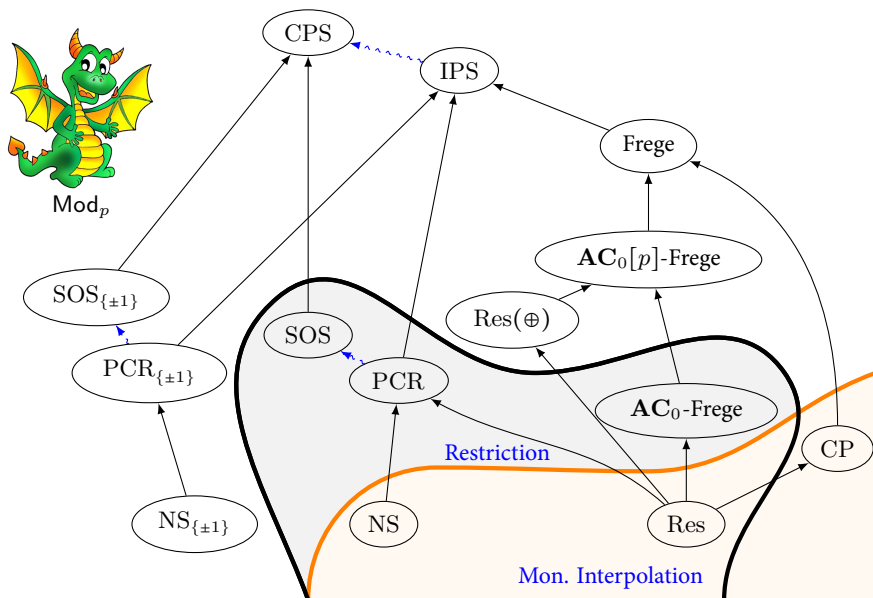 CPS
IPS
Frege
Mod_p
AC_0[p]-Frege
SOS_{±1}
Res(⊕)
SOS
PCR_{±1}
PCR
AC_0-Frege
CP
Restriction
NS_{±1}
NS
Res
Mon. Interpolation